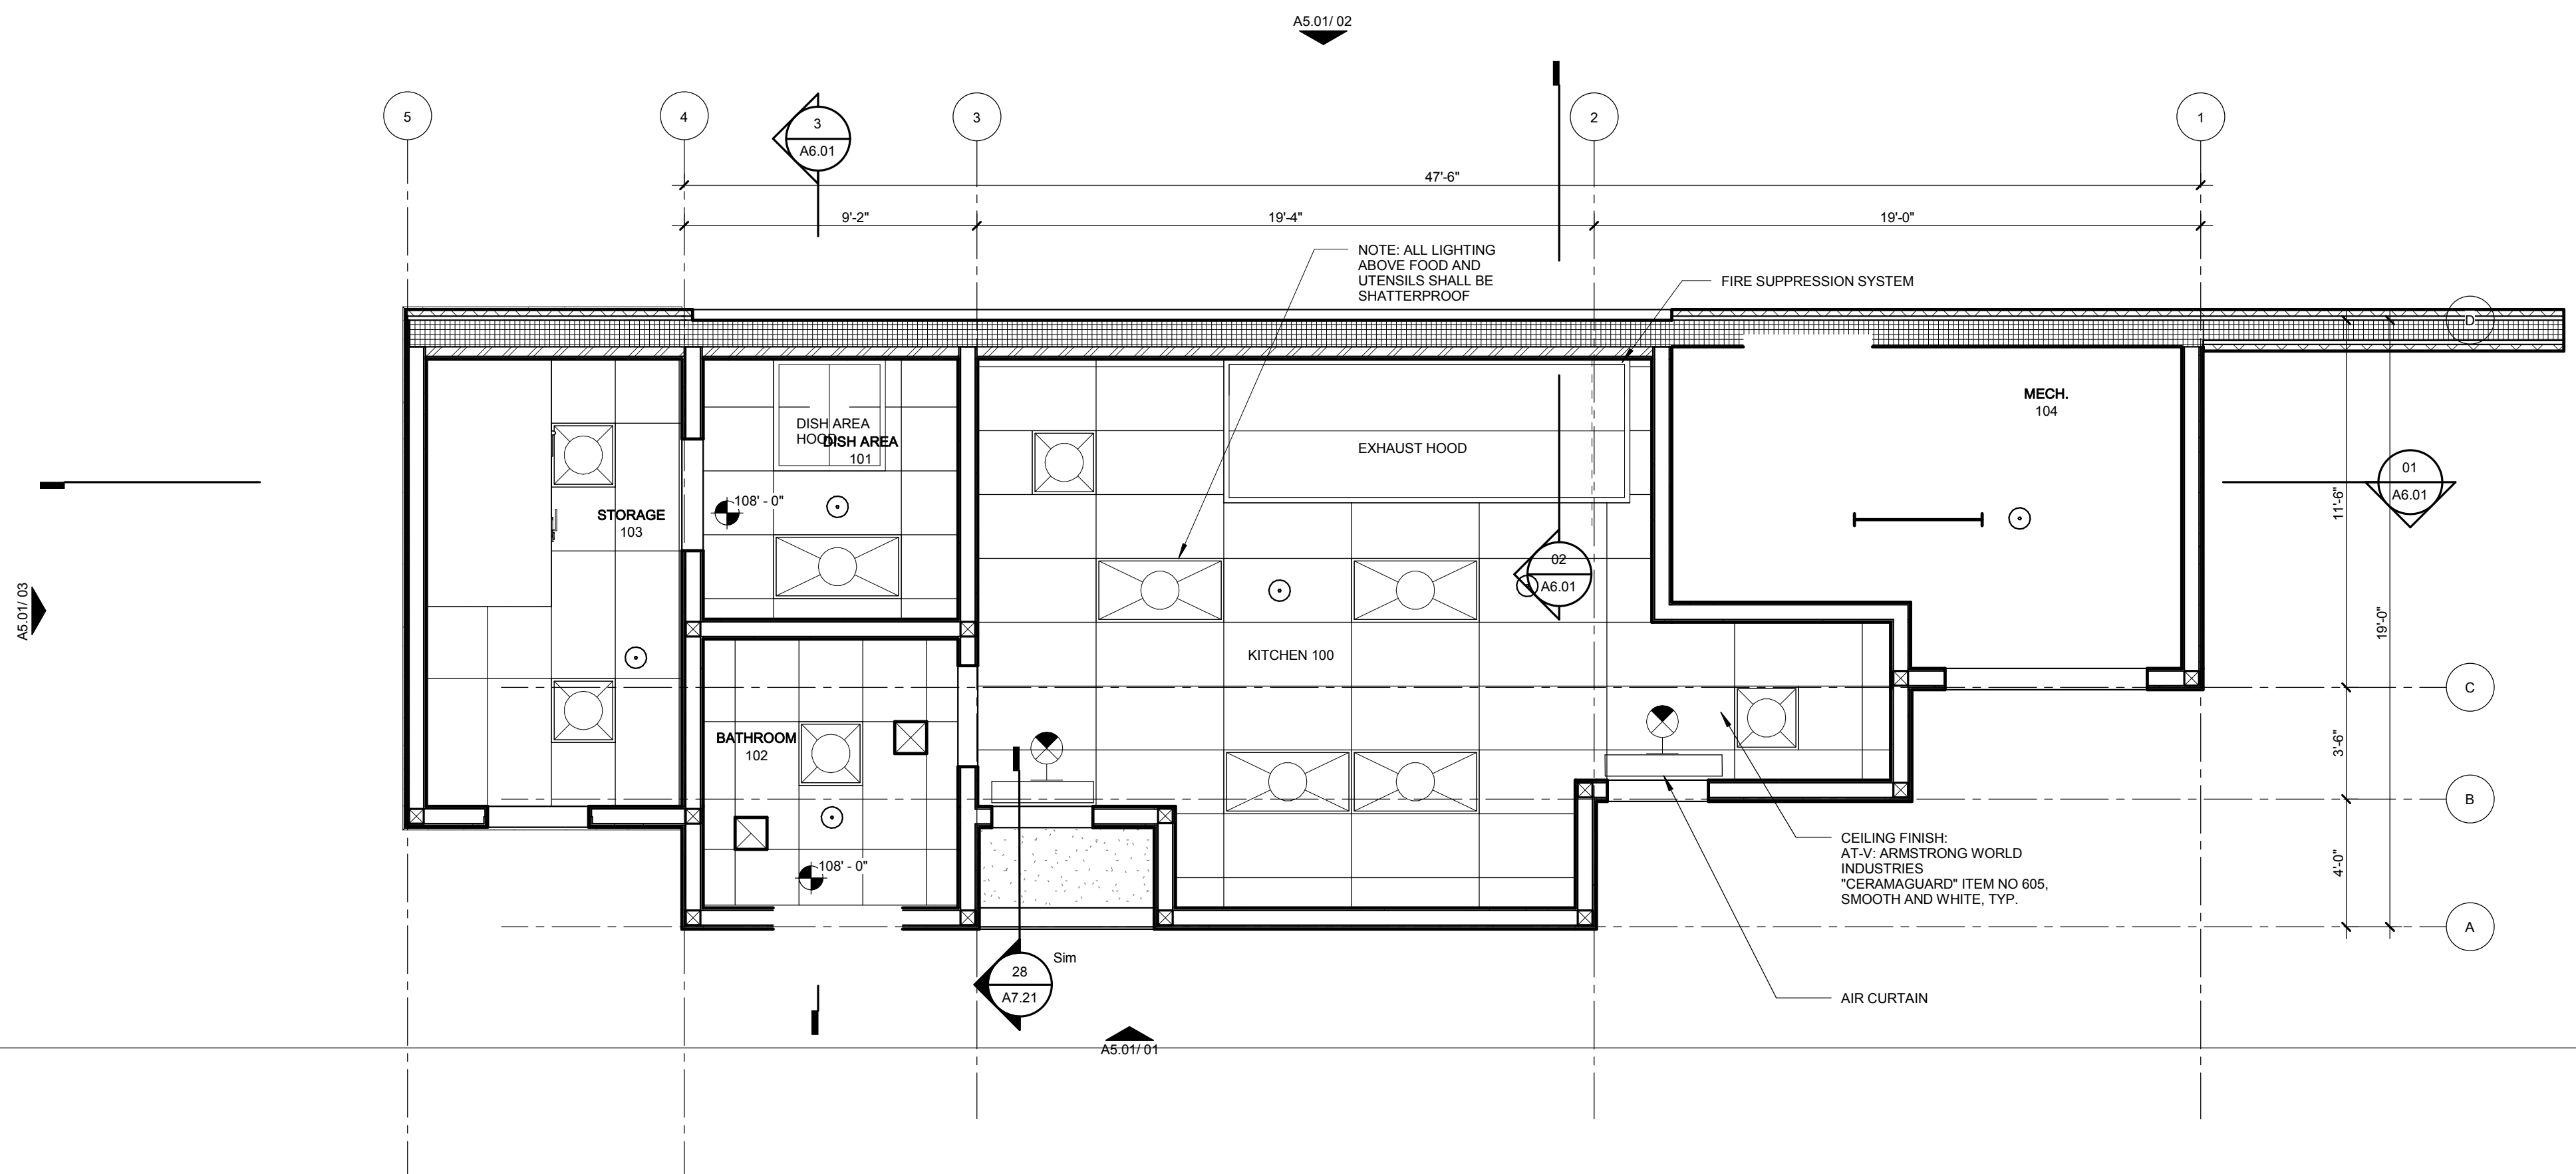 A5.01/ 02
5
4
3
3
A6.01
2
1
47'-6"
9'-2"
19'-4"
19'-0"
NOTE: ALL LIGHTING
ABOVE FOOD AND
UTENSILS SHALL BE
SHATTERPROOF
FIRE SUPPRESSION SYSTEM
D
DISH AREA
HOOD
DISH AREA
101
EXHAUST HOOD
MECH.
104
108' - 0"
STORAGE
103
01
A6.01
11'-6"
02
A6.01
A5.01/ 03
19'-0"
KITCHEN 100
C
BATHROOM
102
3'-6"
B
108' - 0"
CEILING FINISH:
AT-V: ARMSTRONG WORLD
INDUSTRIES
"CERAMAGUARD" ITEM NO 605,
SMOOTH AND WHITE, TYP.
4'-0"
A
Sim
28
A7.21
AIR CURTAIN
A5.01/ 01